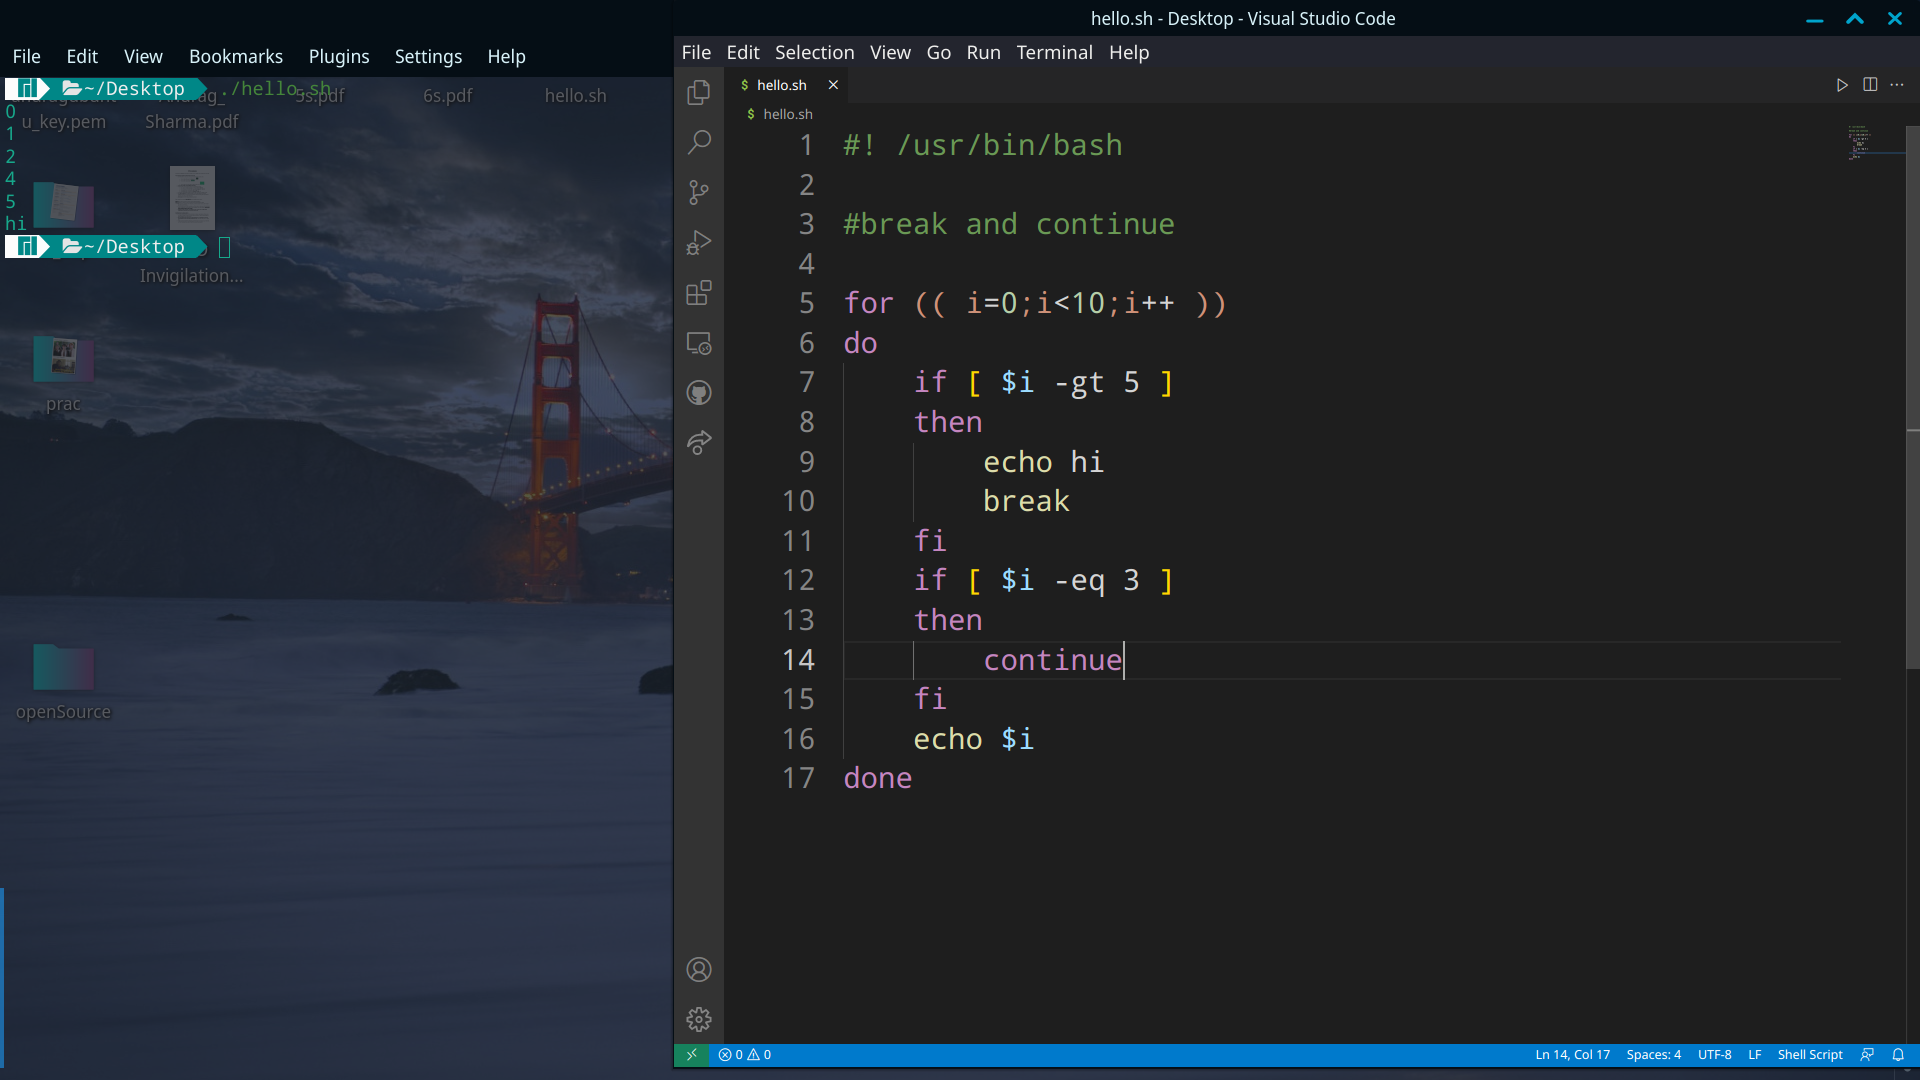 hello.sh - Desktop - Visual Studio Code
File Edit View Bookmarks Plugins Settings Help
~/Desktop ./hello.sh
0
1
2
4
5
hi
~/Desktop
u_key.pem
Sharma.pdf
5s.pdf
6s.pdf
hello.sh
Invigilation...
prac
openSource
File Edit Selection View Go Run Terminal Help
$ hello.sh
$ hello.sh
1 #! /usr/bin/bash
2
3 #break and continue
4
5 for (( i=0;i<10;i++ ))
6 do
7 if [ $i -gt 5 ]
8 then
9 echo hi
10 break
11 fi
12 if [ $i -eq 3 ]
13 then
14 continue
15 fi
16 echo $i
17 done
0 0 Ln 14, Col 17 Spaces: 4 UTF-8 LF Shell Script